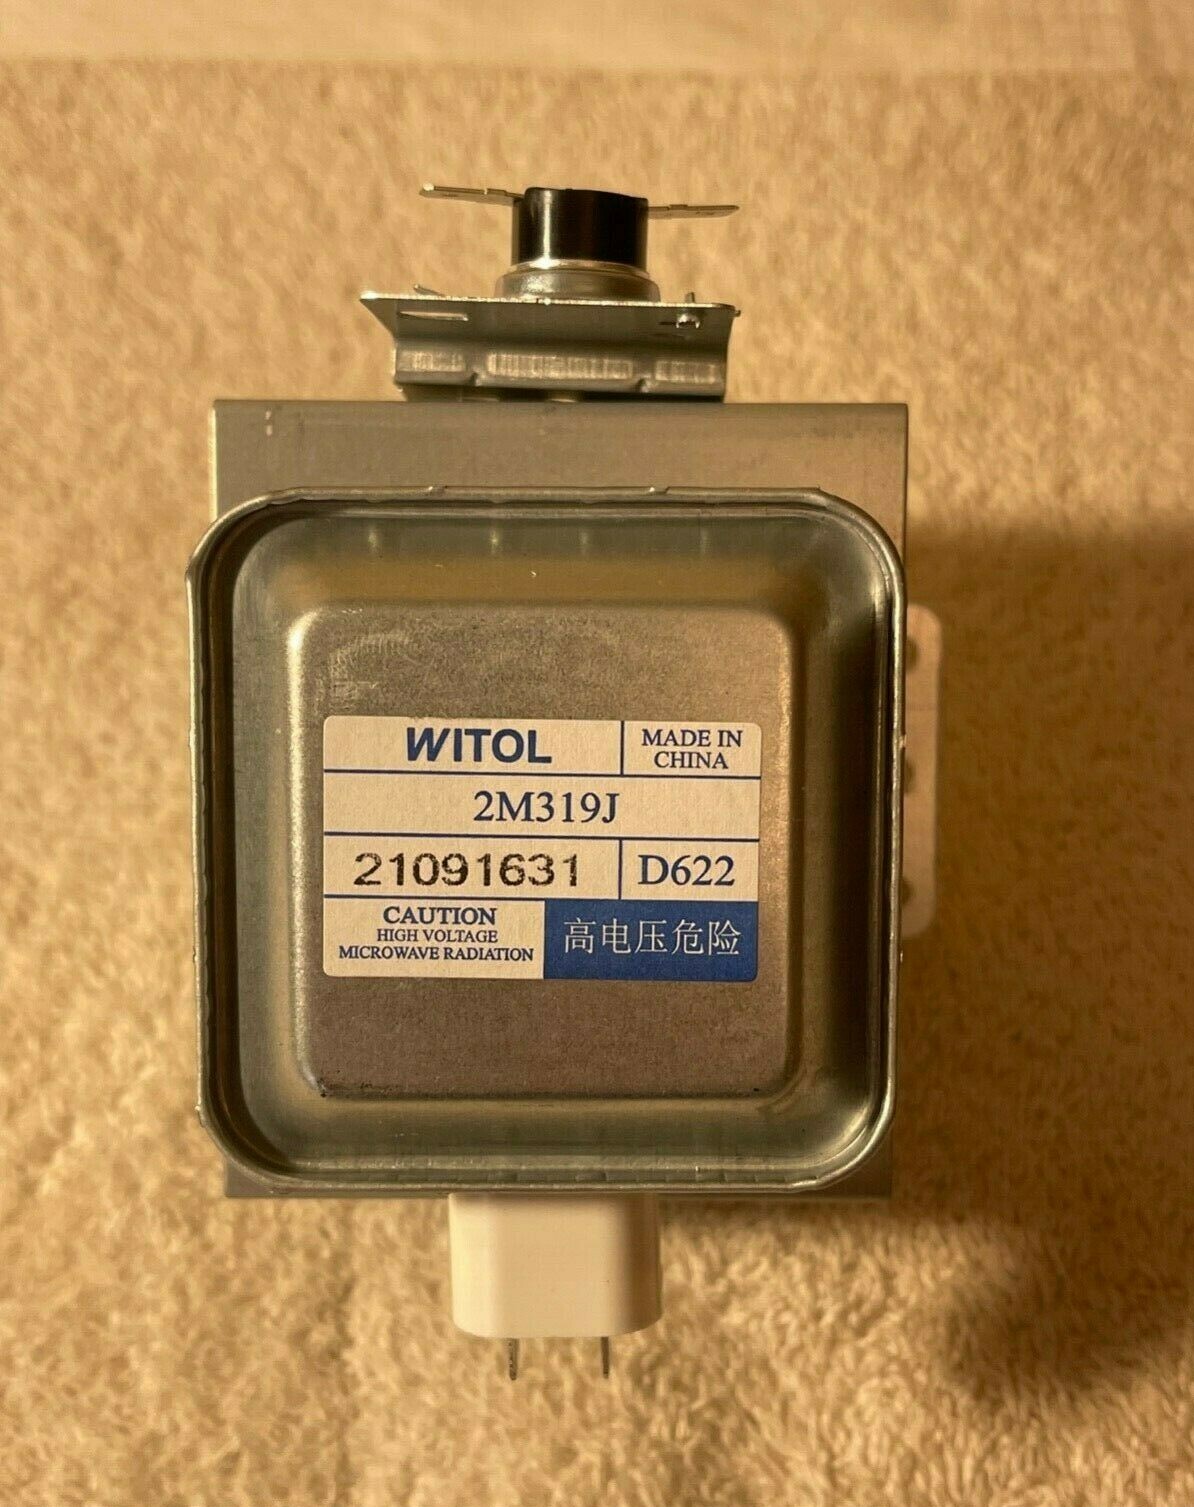 WITOL
MADE IN
CHINA
2M319J
21091631
D622
CAUTION
HIGH VOLTAGE
MICROWAVE RADIATION
高电压危险